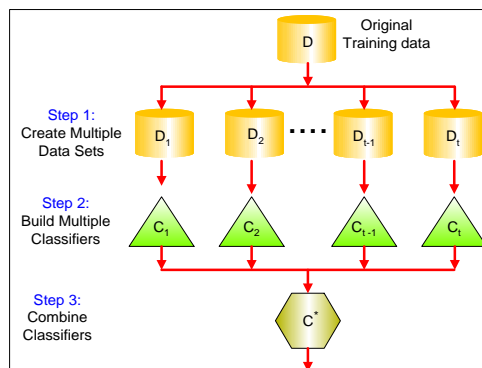 Original
Training data
D
Step 1:
Create Multiple
Data Sets
D1 D2 .... Dt-1 Dt
Step 2:
Build Multiple
Classifiers
C1 C2 Ct-1 Ct
Step 3:
Combine
Classifiers
C*